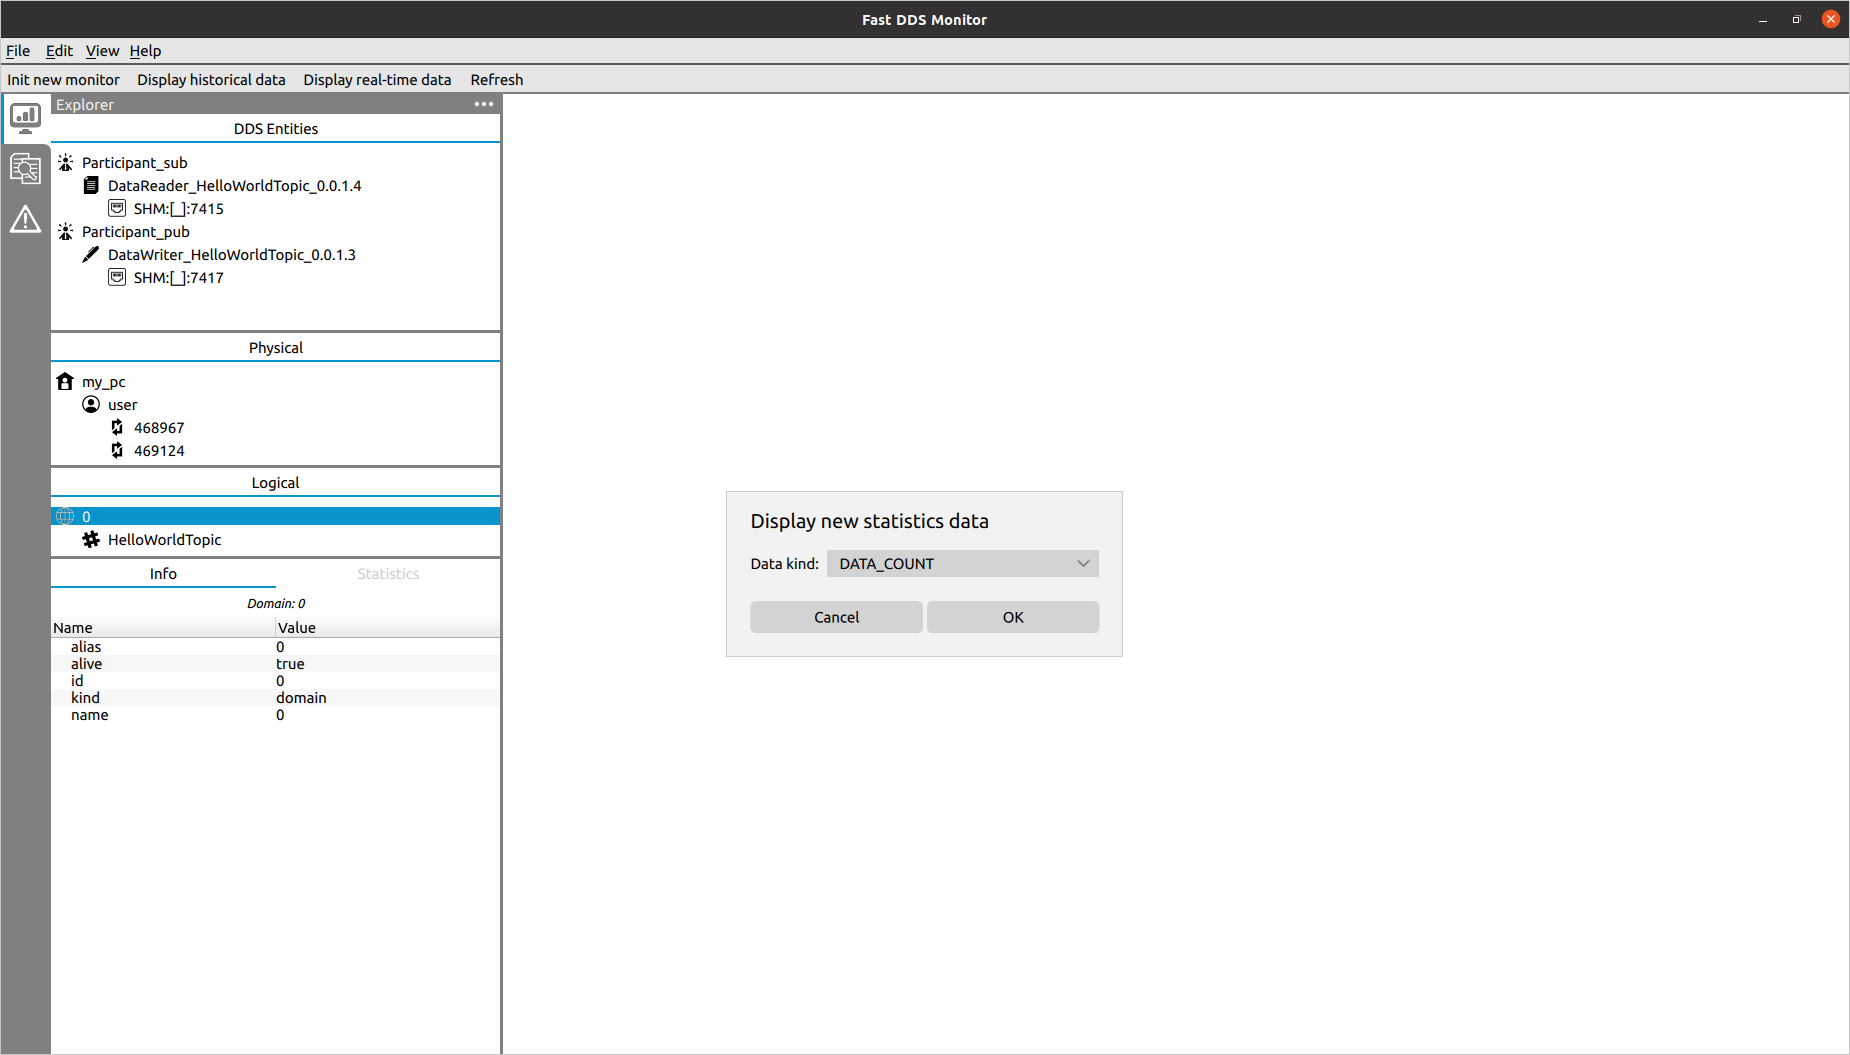 Fast DDS Monitor
File Edit View Help
Init new monitor Display historical data Display real-time data Refresh
Explorer
DDS Entities
Participant_sub
DataReader_HelloWorldTopic_0.0.1.4
SHM:[_]:7415
Participant_pub
DataWriter_HelloWorldTopic_0.0.1.3
SHM:[_]:7417
Physical
my_pc
user
468967
469124
Logical
0
HelloWorldTopic
Info Statistics
Domain: 0
Name Value
alias 0
alive true
id 0
kind domain
name 0
Display new statistics data
Data kind: DATA_COUNT
Cancel OK